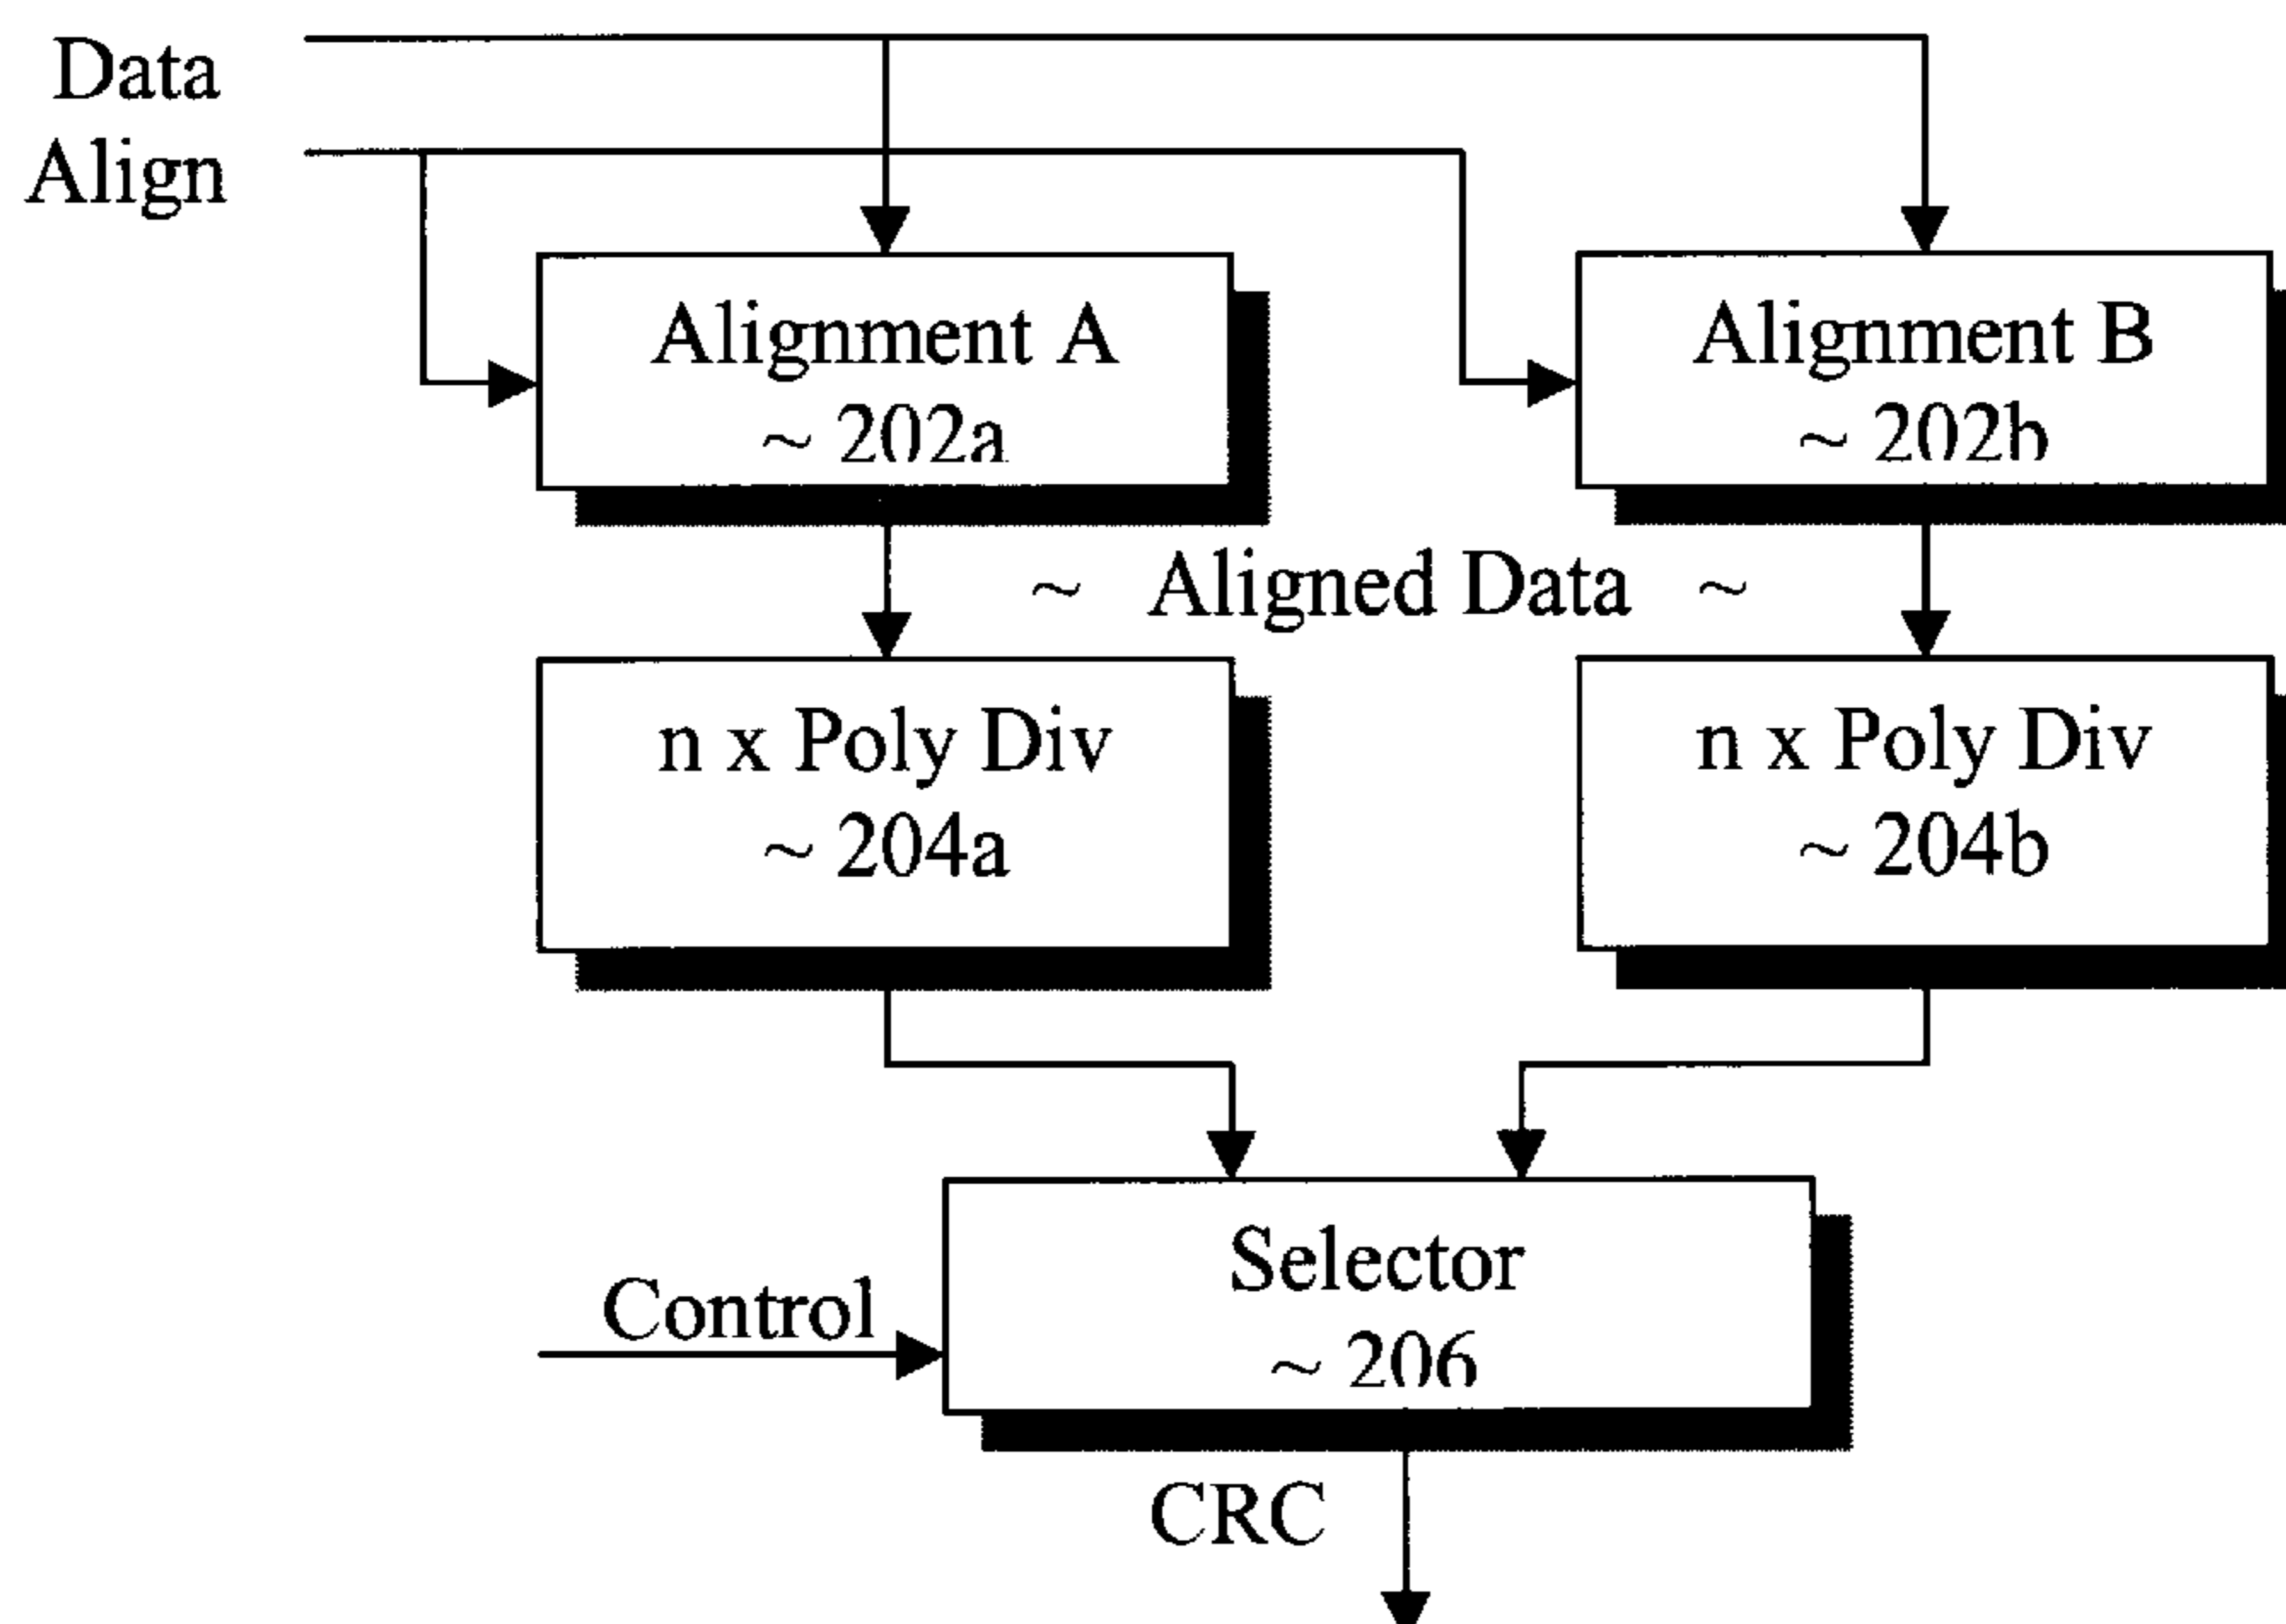 Data
Align
Alignment A
~ 202a
Alignment B
~ 202b
~ Aligned Data ~
n x Poly Div
~ 204a
n x Poly Div
~ 204b
Control
Selector
~ 206
CRC